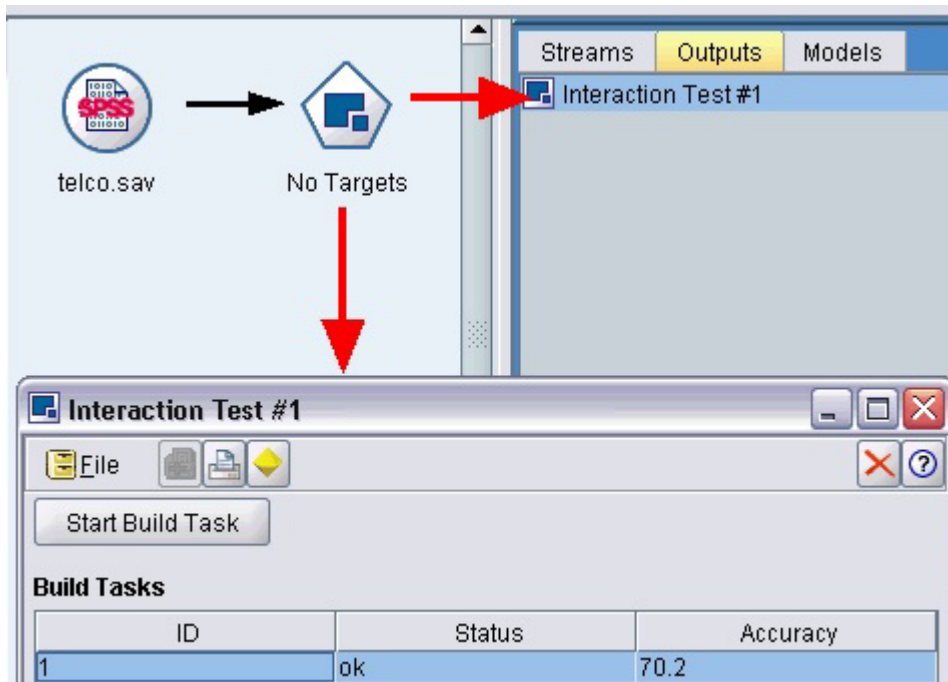 Streams Outputs Models
Interaction Test #1
SPSS
telco.sav
No Targets
Interaction Test #1
File
Start Build Task
Build Tasks
ID Status Accuracy
1 ok 70.2